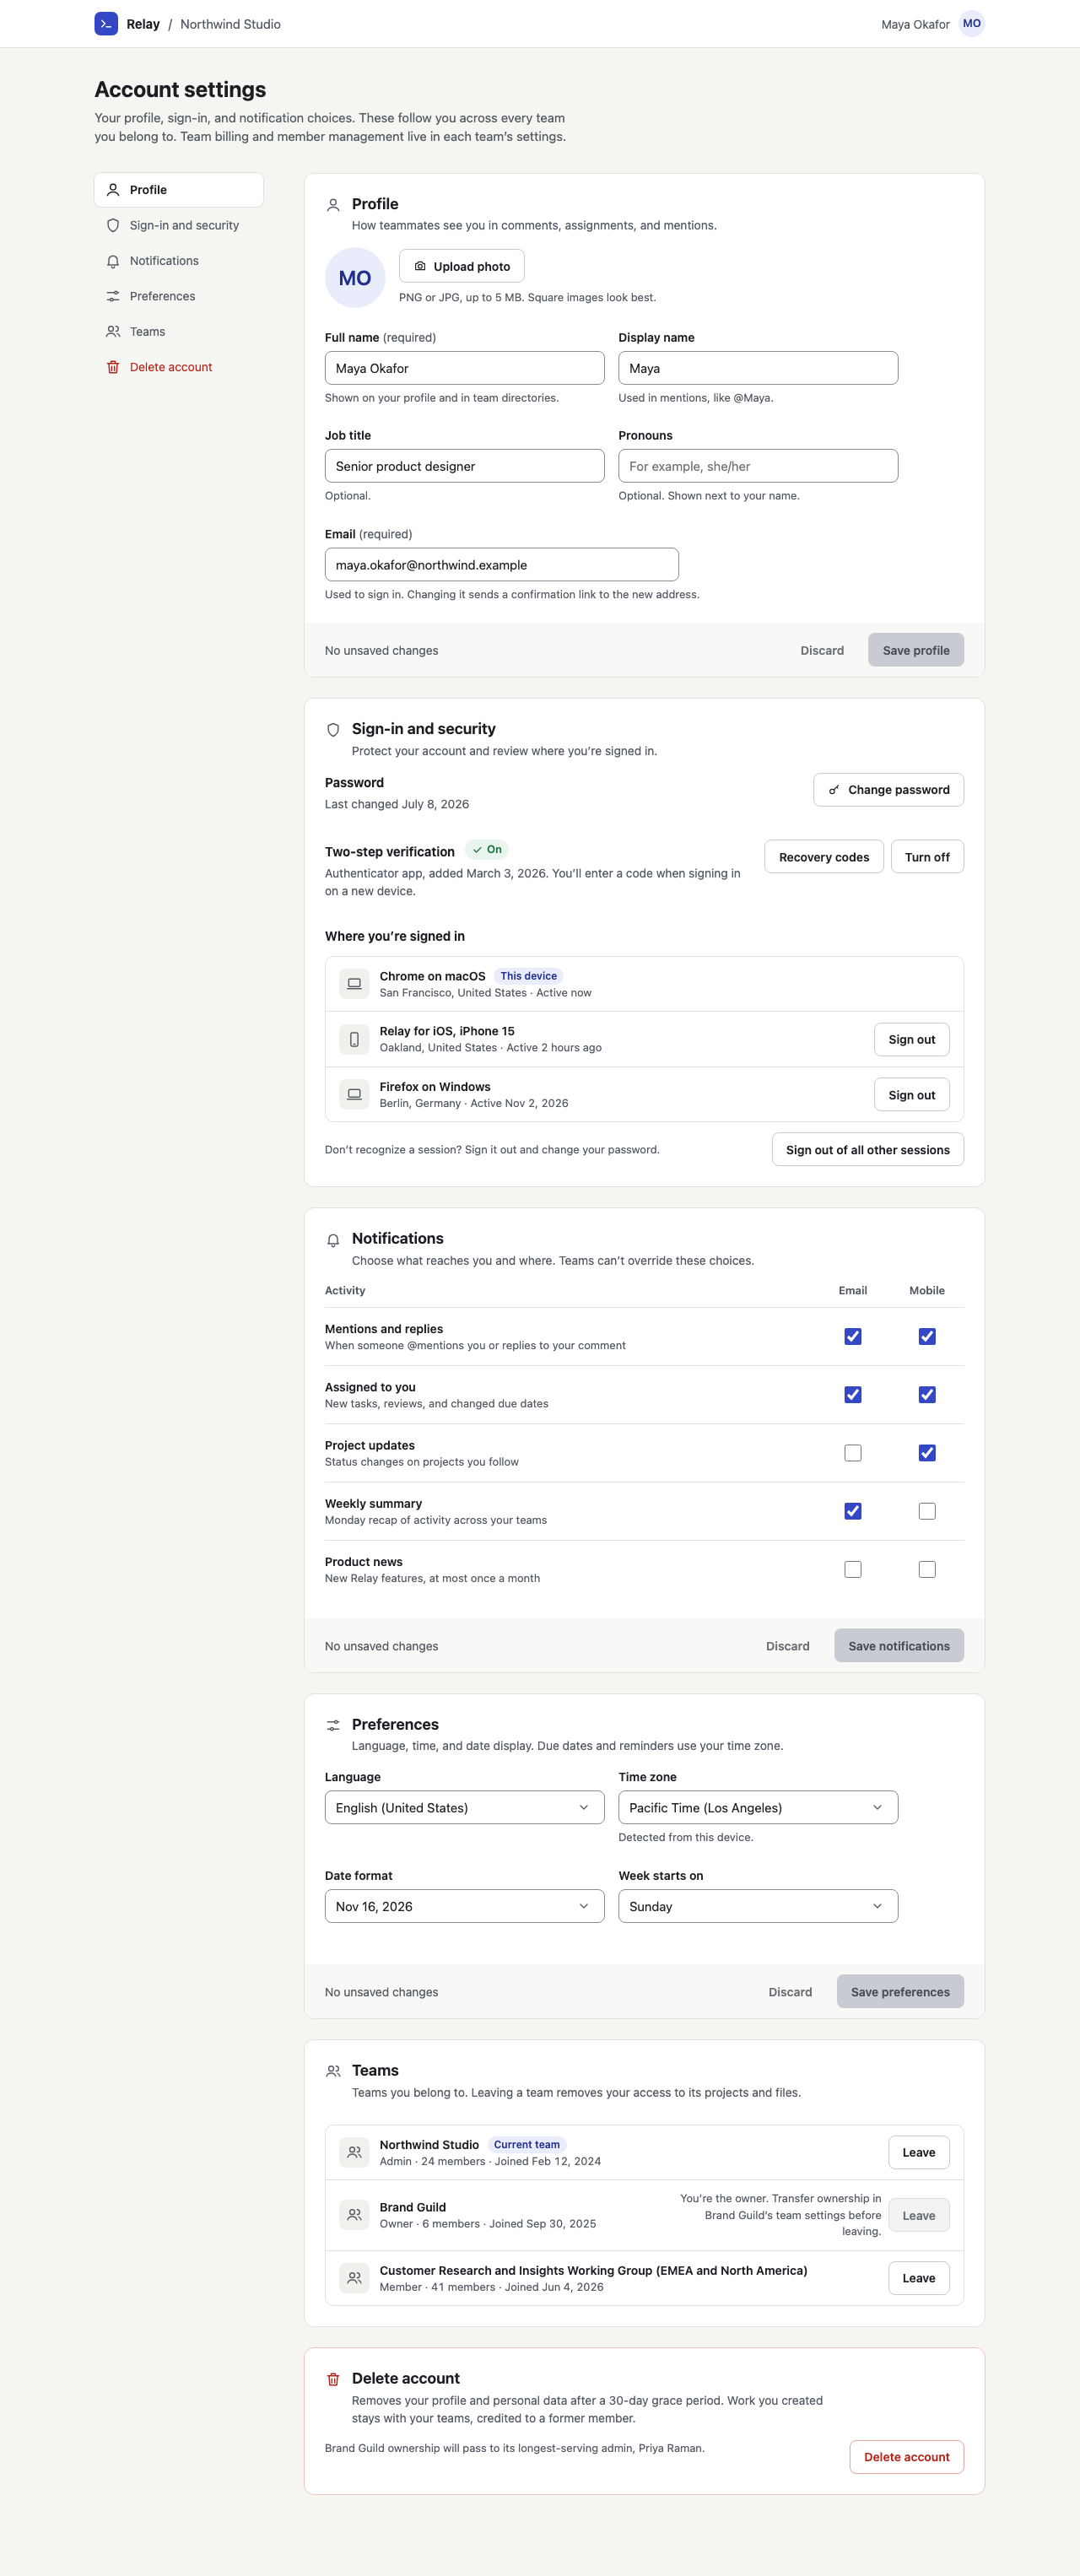 Relay / Northwind Studio
Maya Okafor MO
Account settings
Your profile, sign-in, and notification choices. These follow you across every team
you belong to. Team billing and member management live in each team’s settings.
Profile
Sign-in and security
Notifications
Preferences
Teams
Delete account
Profile
How teammates see you in comments, assignments, and mentions.
MO
Upload photo
PNG or JPG, up to 5 MB. Square images look best.
Full name (required)
Maya Okafor
Shown on your profile and in team directories.
Display name
Maya
Used in mentions, like @Maya.
Job title
Senior product designer
Optional.
Pronouns
For example, she/her
Optional. Shown next to your name.
Email (required)
maya.okafor@northwind.example
Used to sign in. Changing it sends a confirmation link to the new address.
No unsaved changes
Discard
Save profile
Sign-in and security
Protect your account and review where you’re signed in.
Password
Last changed July 8, 2026
Change password
Two-step verification On
Authenticator app, added March 3, 2026. You’ll enter a code when signing in
on a new device.
Recovery codes
Turn off
Where you’re signed in
Chrome on macOS This device
San Francisco, United States · Active now
Relay for iOS, iPhone 15
Oakland, United States · Active 2 hours ago
Sign out
Firefox on Windows
Berlin, Germany · Active Nov 2, 2026
Sign out
Don’t recognize a session? Sign it out and change your password.
Sign out of all other sessions
Notifications
Choose what reaches you and where. Teams can’t override these choices.
Activity Email Mobile
Mentions and replies
When someone @mentions you or replies to your comment
Assigned to you
New tasks, reviews, and changed due dates
Project updates
Status changes on projects you follow
Weekly summary
Monday recap of activity across your teams
Product news
New Relay features, at most once a month
No unsaved changes
Discard
Save notifications
Preferences
Language, time, and date display. Due dates and reminders use your time zone.
Language
English (United States)
Time zone
Pacific Time (Los Angeles)
Detected from this device.
Date format
Nov 16, 2026
Week starts on
Sunday
No unsaved changes
Discard
Save preferences
Teams
Teams you belong to. Leaving a team removes your access to its projects and files.
Northwind Studio Current team
Admin · 24 members · Joined Feb 12, 2024
Leave
Brand Guild
Owner · 6 members · Joined Sep 30, 2025
You’re the owner. Transfer ownership in
Brand Guild’s team settings before
leaving.
Leave
Customer Research and Insights Working Group (EMEA and North America)
Member · 41 members · Joined Jun 4, 2026
Leave
Delete account
Removes your profile and personal data after a 30-day grace period. Work you created
stays with your teams, credited to a former member.
Brand Guild ownership will pass to its longest-serving admin, Priya Raman.
Delete account